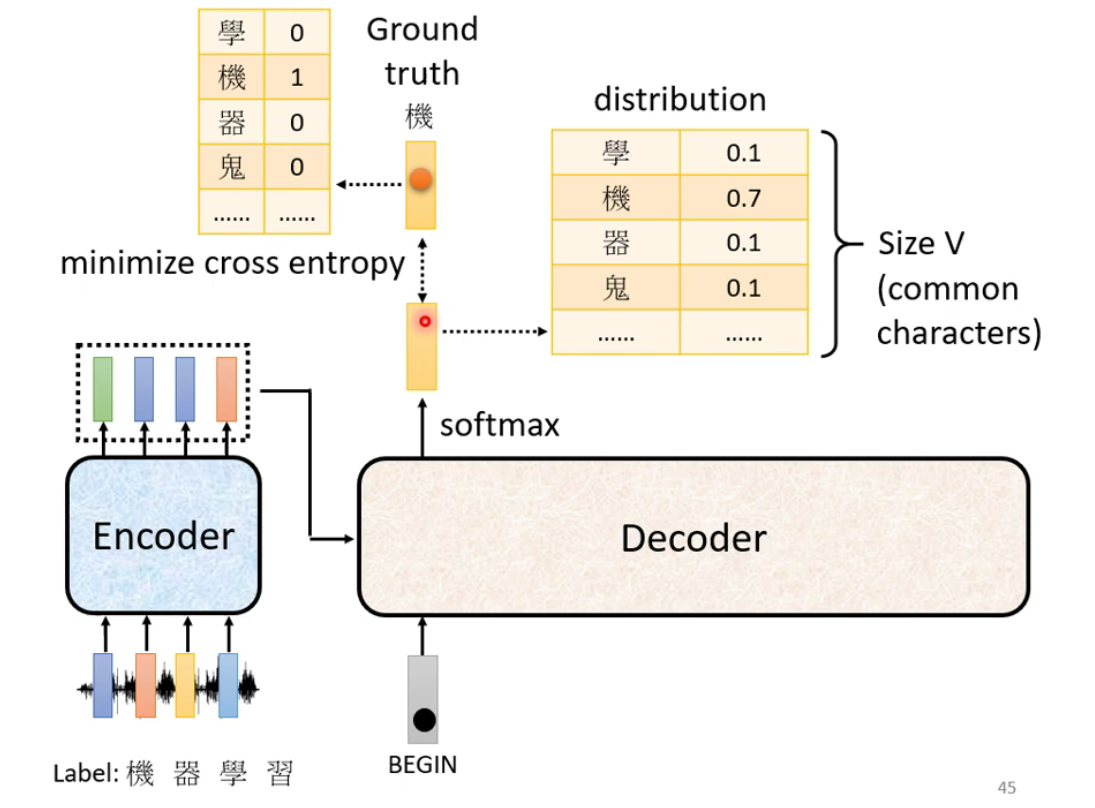 學 0
機 1
器 0
鬼 0
...... ......
Ground
truth
機
distribution
學 0.1
機 0.7
器 0.1
鬼 0.1
...... ......
Size V
(common
characters)
minimize cross entropy
softmax
Encoder
Decoder
BEGIN
Label: 機 器 學 習
45